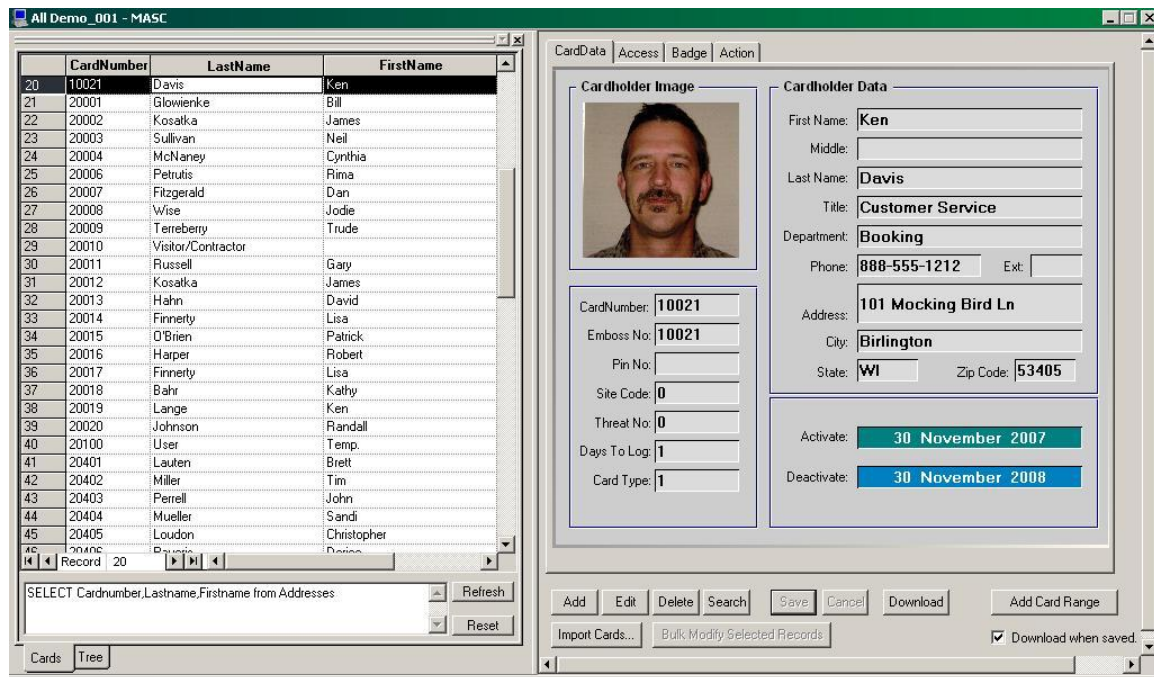 All Demo_001 - MASC
CardNumber LastName FirstName
20 10021 Davis Ken
21 20001 Glowienke Bill
22 20002 Kosatka James
23 20003 Sullivan Neil
24 20004 McNaney Cynthia
25 20006 Petrutis Rima
26 20007 Fitzgerald Dan
27 20008 Wise Jodie
28 20009 Terreberry Trude
29 20010 Visitor/Contractor
30 20011 Russell Gary
31 20012 Kosatka James
32 20013 Hahn David
33 20014 Finnerty Lisa
34 20015 O'Brien Patrick
35 20016 Harper Robert
36 20017 Finnerty Lisa
37 20018 Bahr Kathy
38 20019 Lange Ken
39 20020 Johnson Randall
40 20100 User Temp.
41 20401 Lauten Brett
42 20402 Miller Tim
43 20403 Perrell John
44 20404 Mueller Sandi
45 20405 Loudon Christopher
46 20406
Record 20
SELECT Cardnumber,Lastname,Firstname from Addresses
Refresh
Reset
Cards Tree
CardData Access Badge Action
Cardholder Image
CardNumber: 10021
Emboss No: 10021
Pin No:
Site Code: 0
Threat No: 0
Days To Log: 1
Card Type: 1
Cardholder Data
First Name: Ken
Middle:
Last Name: Davis
Title: Customer Service
Department: Booking
Phone: 888-555-1212 Ext:
Address: 101 Mocking Bird Ln
City: Birlington
State: WI Zip Code: 53405
Activate: 30 November 2007
Deactivate: 30 November 2008
Add Edit Delete Search Save Cancel Download Add Card Range
Import Cards... Bulk Modify Selected Records Download when saved.